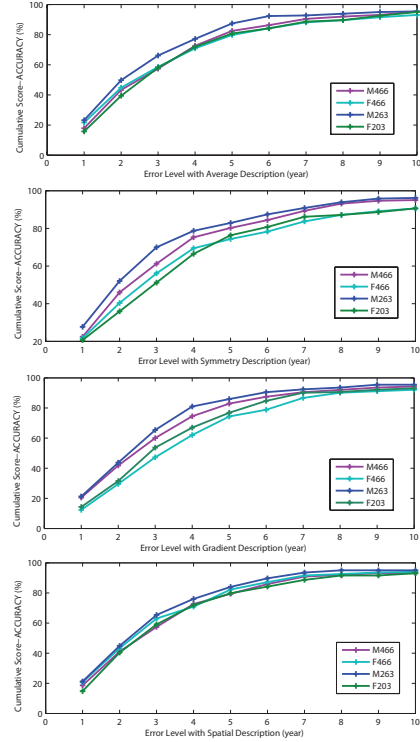 100
80
60
40
20
0
Cumulative Score−ACCURACY (%)
M466
F466
M263
F203
0 1 2 3 4 5 6 7 8 9 10
Error Level with Average Description (year)
100
80
60
40
20
Cumulative Score−ACCURACY (%)
M466
F466
M263
F203
0 1 2 3 4 5 6 7 8 9 10
Error Level with Symmetry Description (year)
100
80
60
40
20
0
Cumulative Score−ACCURACY (%)
M466
F466
M263
F203
0 1 2 3 4 5 6 7 8 9 10
Error Level with Gradient Description (year)
100
80
60
40
20
0
Cumulative Score−ACCURACY (%)
M466
F466
M263
F203
0 1 2 3 4 5 6 7 8 9 10
Error Level with Spatial Description (year)